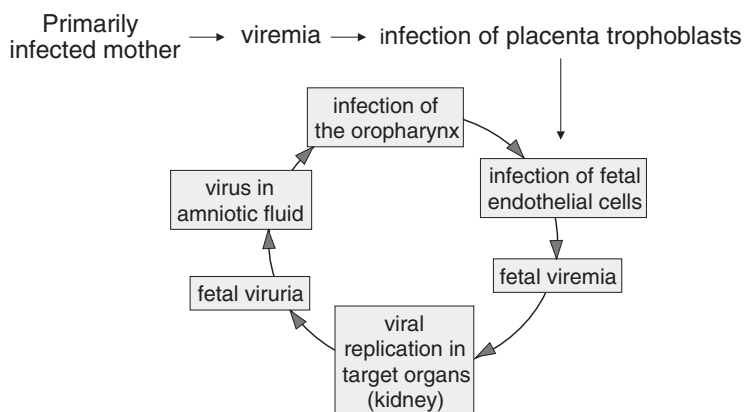 Primarily
infected mother
viremia
infection of placenta trophoblasts
infection of
the oropharynx
infection of fetal
endothelial cells
fetal viremia
viral
replication in
target organs
(kidney)
fetal viruria
virus in
amniotic fluid